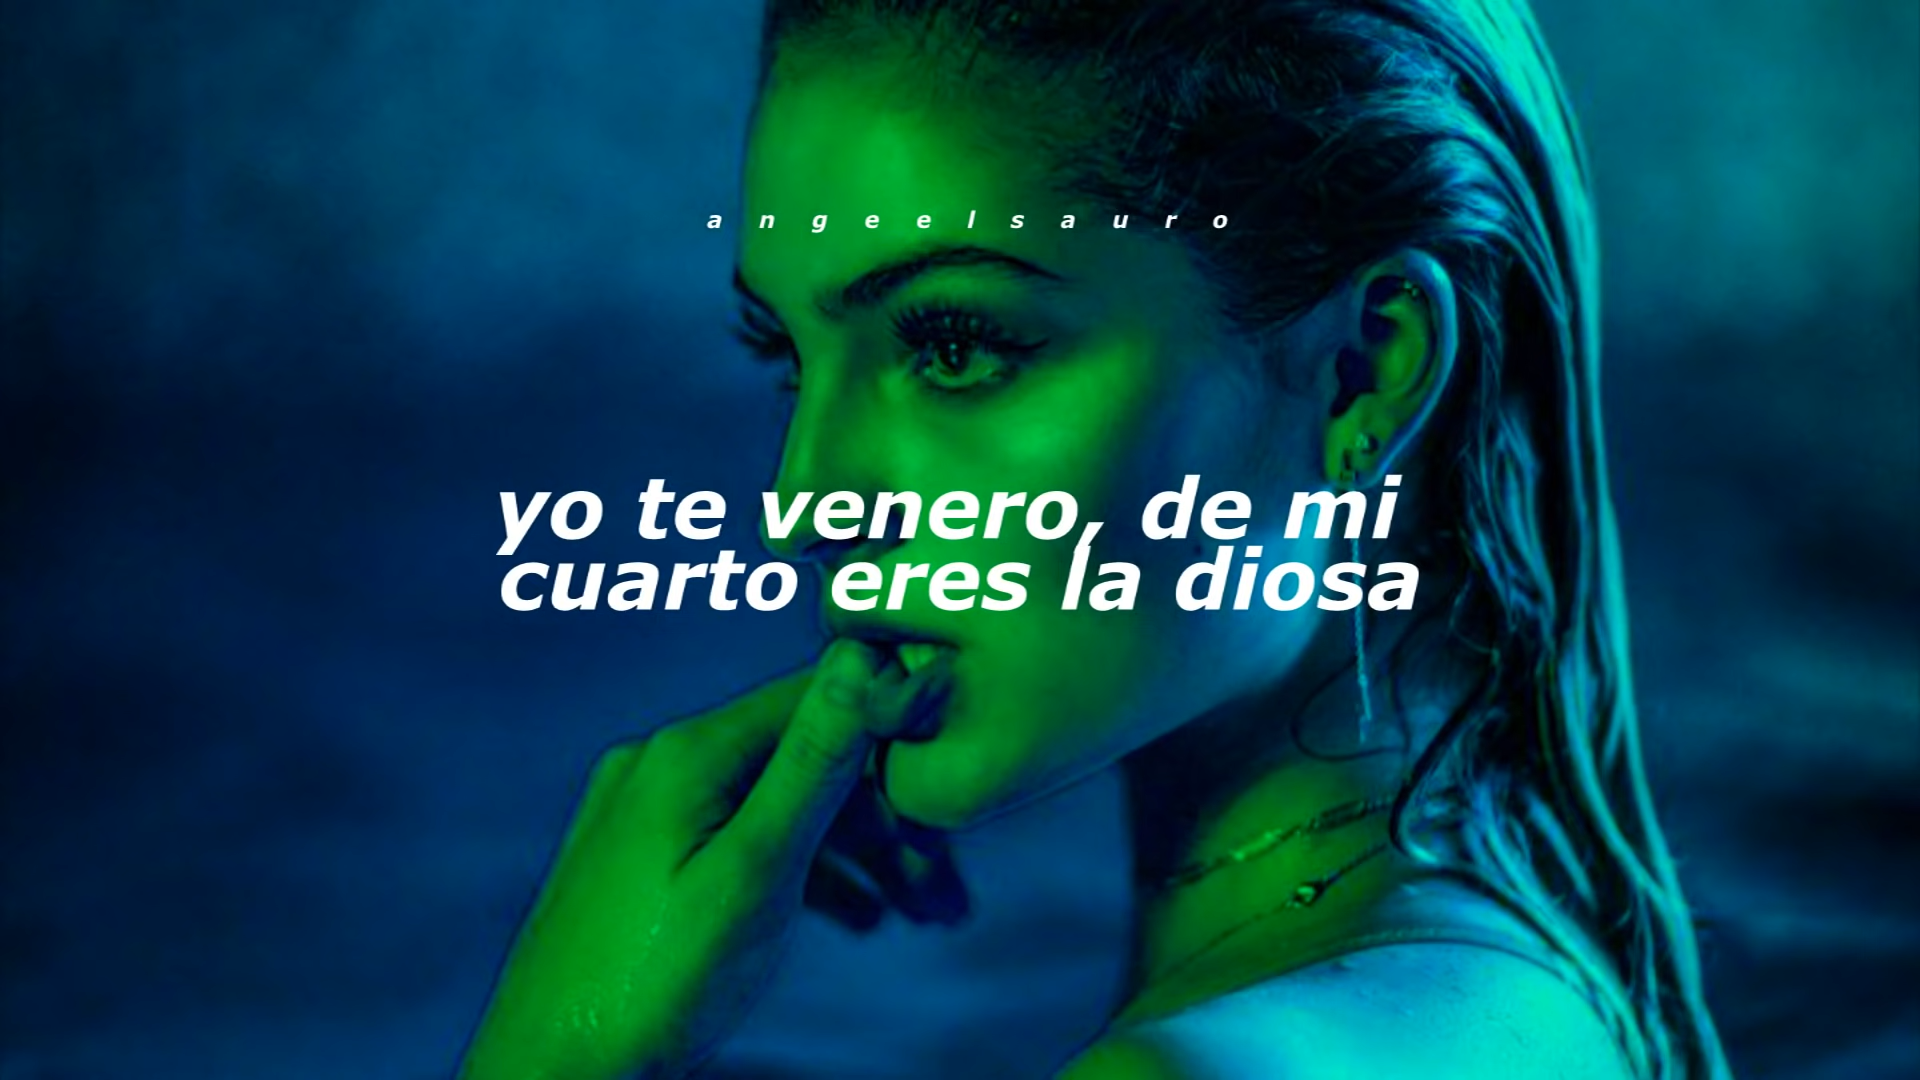 a n g e e l s a u r o
yo te venero, de mi
cuarto eres la diosa